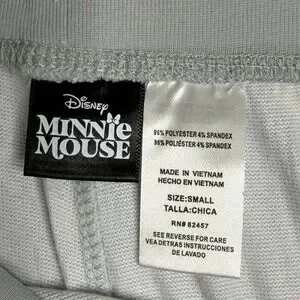 Disney
MINNIE
MOUSE
96% POLYESTER 4% SPANDEX
96% POLIÉSTER 4% SPANDEX
MADE IN VIETNAM
HECHO EN VIETNAM
SIZE:SMALL
TALLA:CHICA
RN# 82457
SEE REVERSE FOR CARE
VEA DETRAS INSTRUCCIONES
DE LAVADO